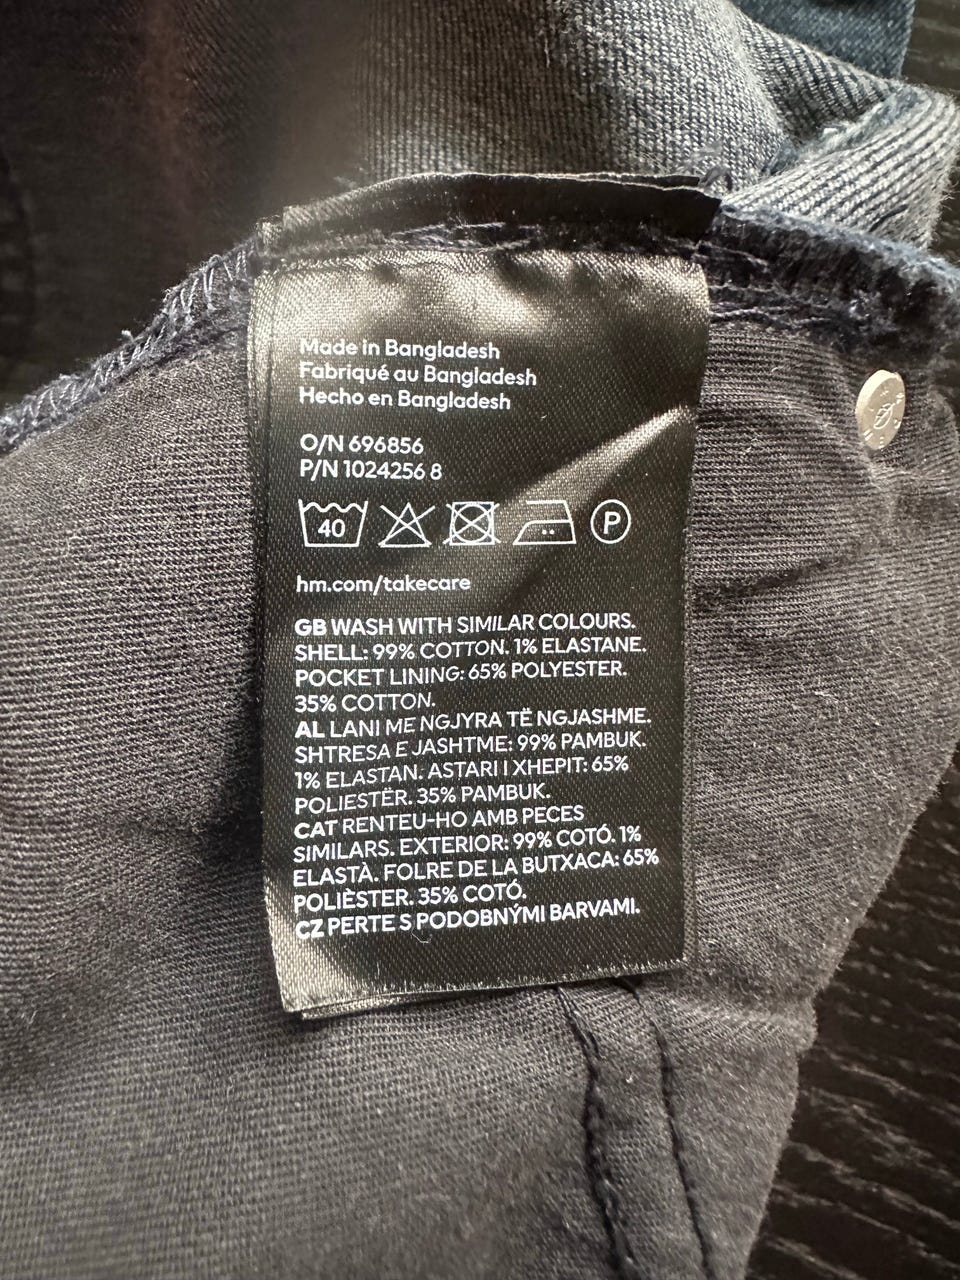 Made in Bangladesh
Fabriqué au Bangladesh
Hecho en Bangladesh
O/N 696856
P/N 1024256 8
40 P
hm.com/takecare
GB WASH WITH SIMILAR COLOURS.
SHELL: 99% COTTON. 1% ELASTANE.
POCKET LINING: 65% POLYESTER.
35% COTTON.
AL LANI ME NGJYRA TË NGJASHME.
SHTRESA E JASHTME: 99% PAMBUK.
1% ELASTAN. ASTARI I XHEPIT: 65%
POLIESTËR. 35% PAMBUK.
CAT RENTEU-HO AMB PECES
SIMILARS. EXTERIOR: 99% COTÓ. 1%
ELASTÀ. FOLRE DE LA BUTXACA: 65%
POLIÈSTER. 35% COTÓ.
CZ PERTE S PODOBNÝMI BARVAMI.